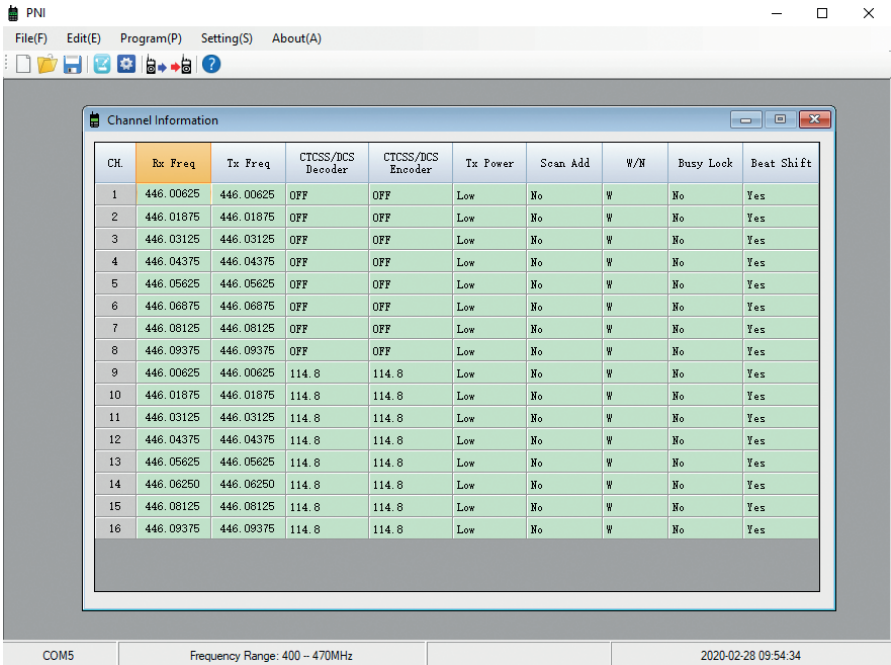 PNI
File(F) Edit(E) Program(P) Setting(S) About(A)
Channel Information
CH. Rx Freq Tx Freq CTCSS/DCS Decoder CTCSS/DCS Encoder Tx Power Scan Add W/N Busy Lock Beat Shift
1 446.00625 446.00625 OFF OFF Low No W No Yes
2 446.01875 446.01875 OFF OFF Low No W No Yes
3 446.03125 446.03125 OFF OFF Low No W No Yes
4 446.04375 446.04375 OFF OFF Low No W No Yes
5 446.05625 446.05625 OFF OFF Low No W No Yes
6 446.06875 446.06875 OFF OFF Low No W No Yes
7 446.08125 446.08125 OFF OFF Low No W No Yes
8 446.09375 446.09375 OFF OFF Low No W No Yes
9 446.00625 446.00625 114.8 114.8 Low No W No Yes
10 446.01875 446.01875 114.8 114.8 Low No W No Yes
11 446.03125 446.03125 114.8 114.8 Low No W No Yes
12 446.04375 446.04375 114.8 114.8 Low No W No Yes
13 446.05625 446.05625 114.8 114.8 Low No W No Yes
14 446.06250 446.06250 114.8 114.8 Low No W No Yes
15 446.08125 446.08125 114.8 114.8 Low No W No Yes
16 446.09375 446.09375 114.8 114.8 Low No W No Yes
COM5 Frequency Range: 400 -- 470MHz 2020-02-28 09:54:34